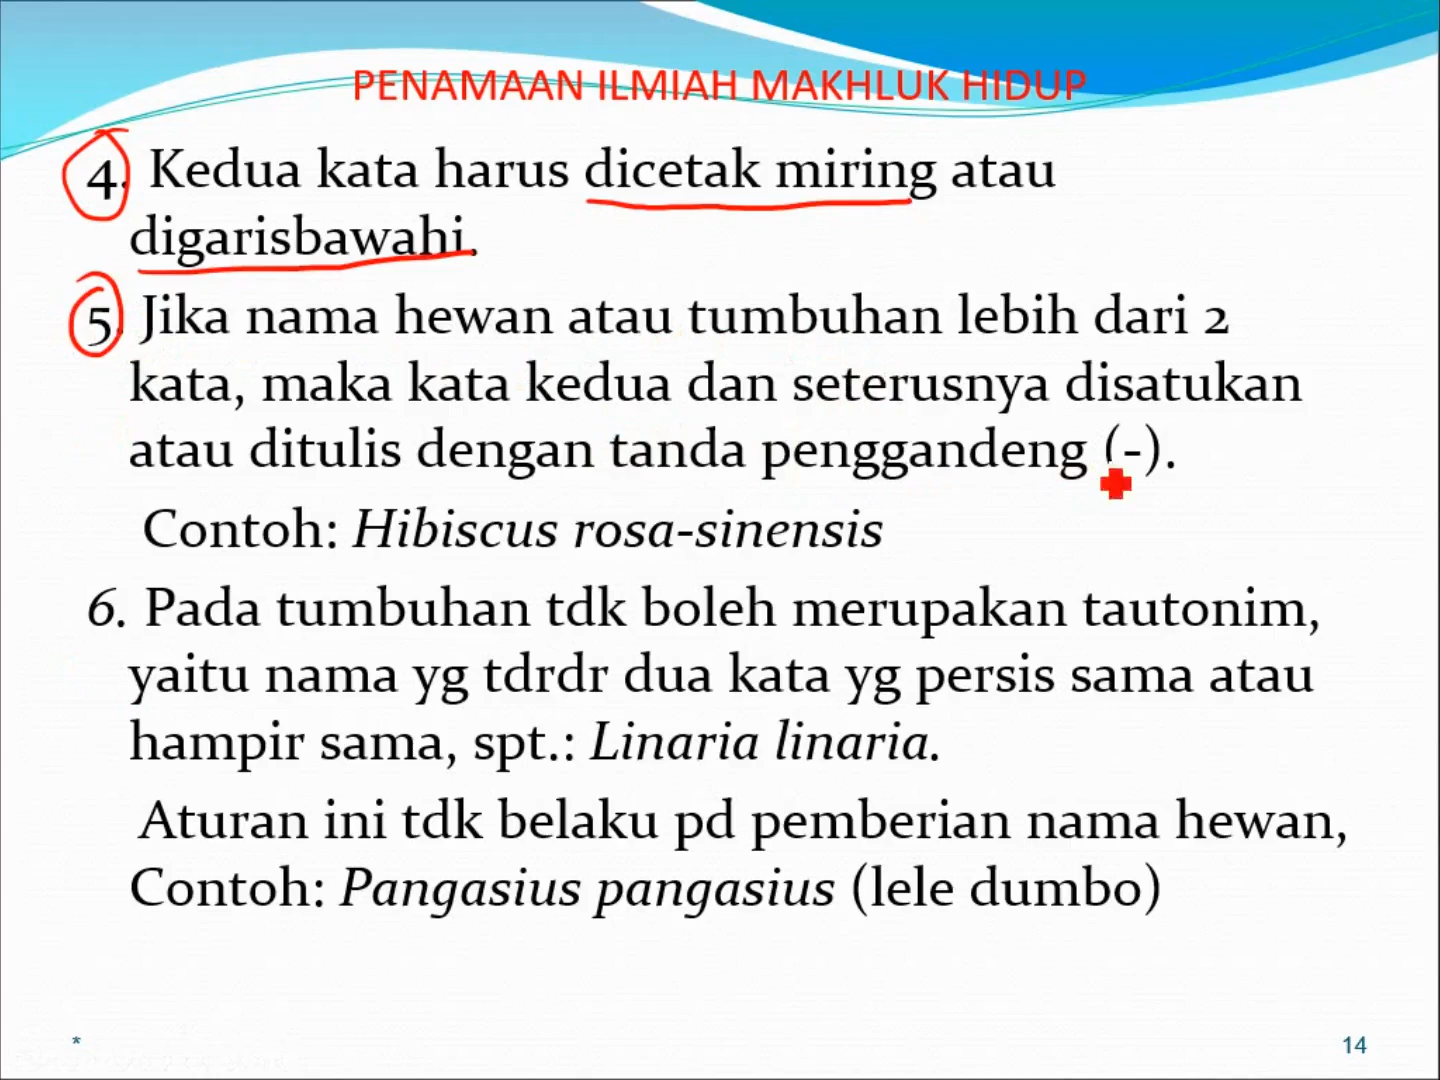 PENAMAAN ILMIAH MAKHLUK HIDUP
4. Kedua kata harus dicetak miring atau
digarisbawahi.
5. Jika nama hewan atau tumbuhan lebih dari 2
kata, maka kata kedua dan seterusnya disatukan
atau ditulis dengan tanda penggandeng (-).
Contoh: Hibiscus rosa-sinensis
6. Pada tumbuhan tdk boleh merupakan tautonim,
yaitu nama yg tdrdr dua kata yg persis sama atau
hampir sama, spt.: Linaria linaria.
Aturan ini tdk belaku pd pemberian nama hewan,
Contoh: Pangasius pangasius (lele dumbo)
* 14